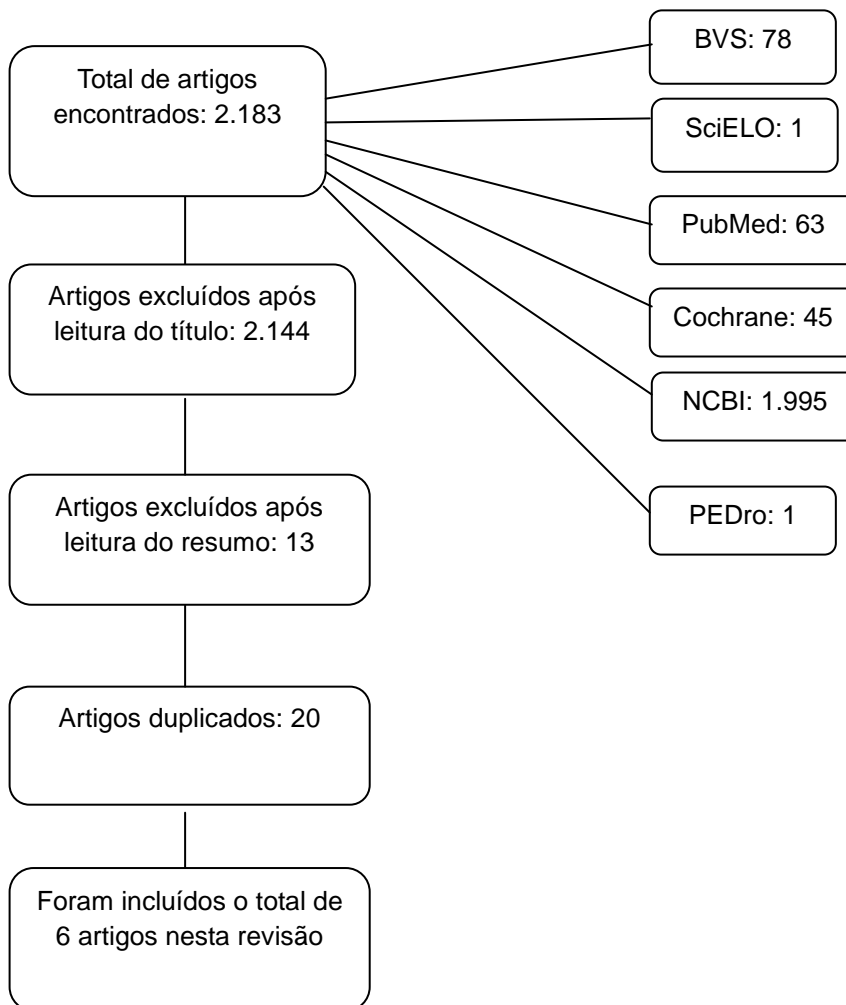 Total de artigos
encontrados: 2.183
BVS: 78
SciELO: 1
PubMed: 63
Cochrane: 45
NCBI: 1.995
PEDro: 1
Artigos excluídos após
leitura do título: 2.144
Artigos excluídos após
leitura do resumo: 13
Artigos duplicados: 20
Foram incluídos o total de
6 artigos nesta revisão